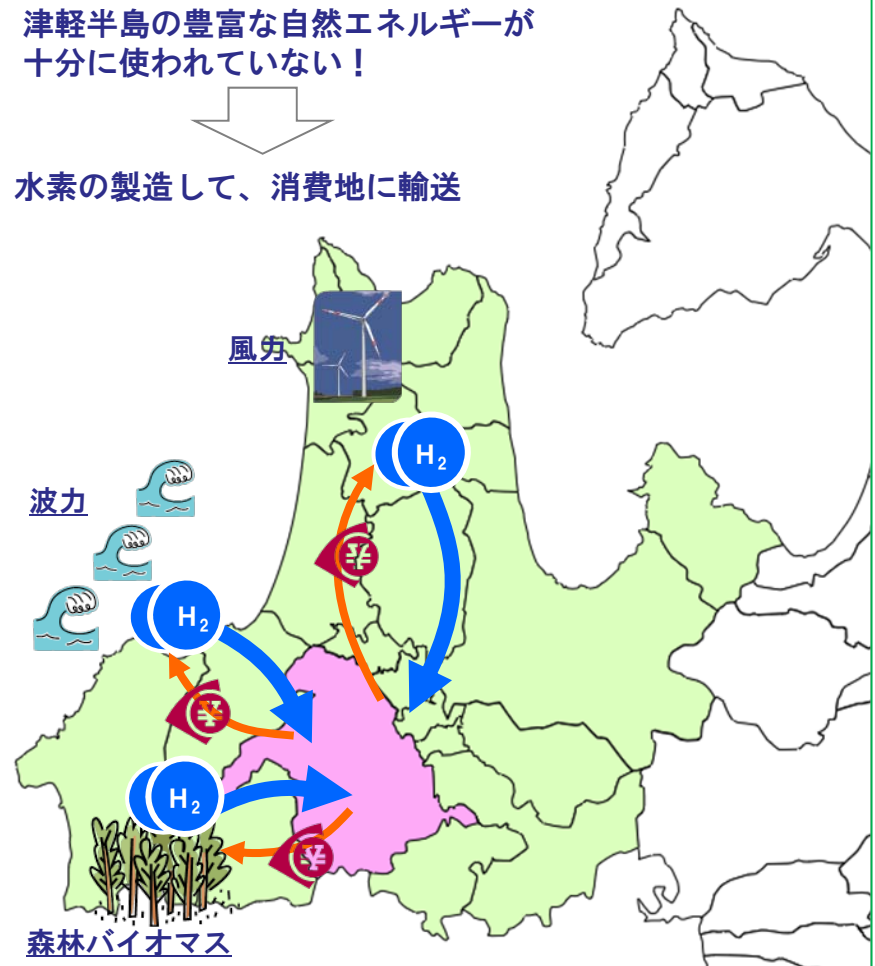 津軽半島の豊富な自然エネルギーが
十分に使われていない！
水素の製造して、消費地に輸送
風力
H₂
波力
H₂
H₂
森林バイオマス
¥
¥
¥